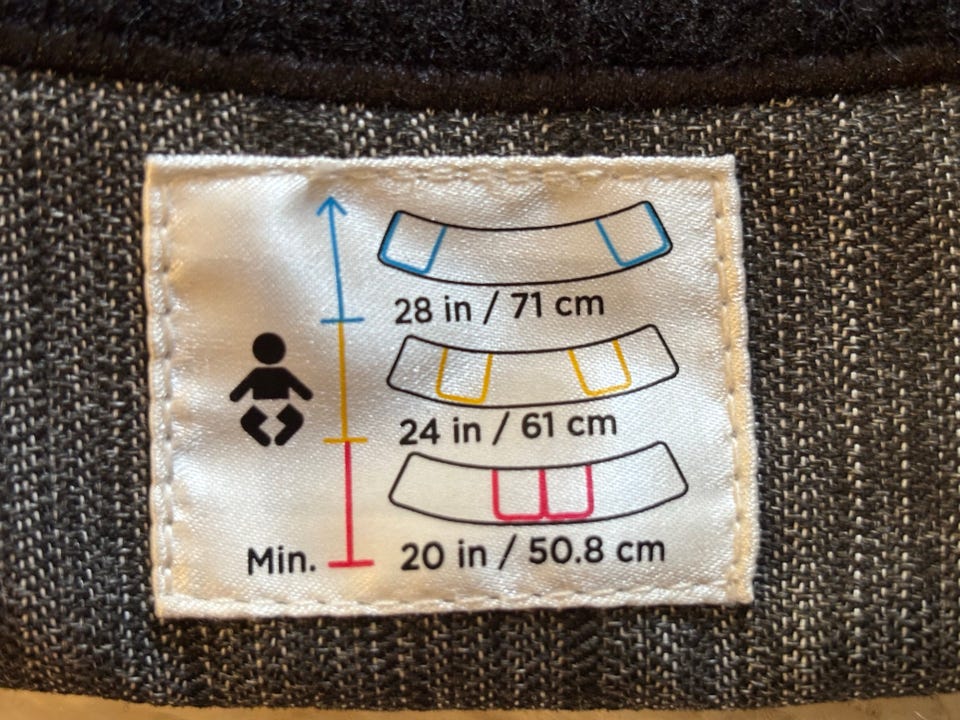 28 in / 71 cm
24 in / 61 cm
Min. 20 in / 50.8 cm